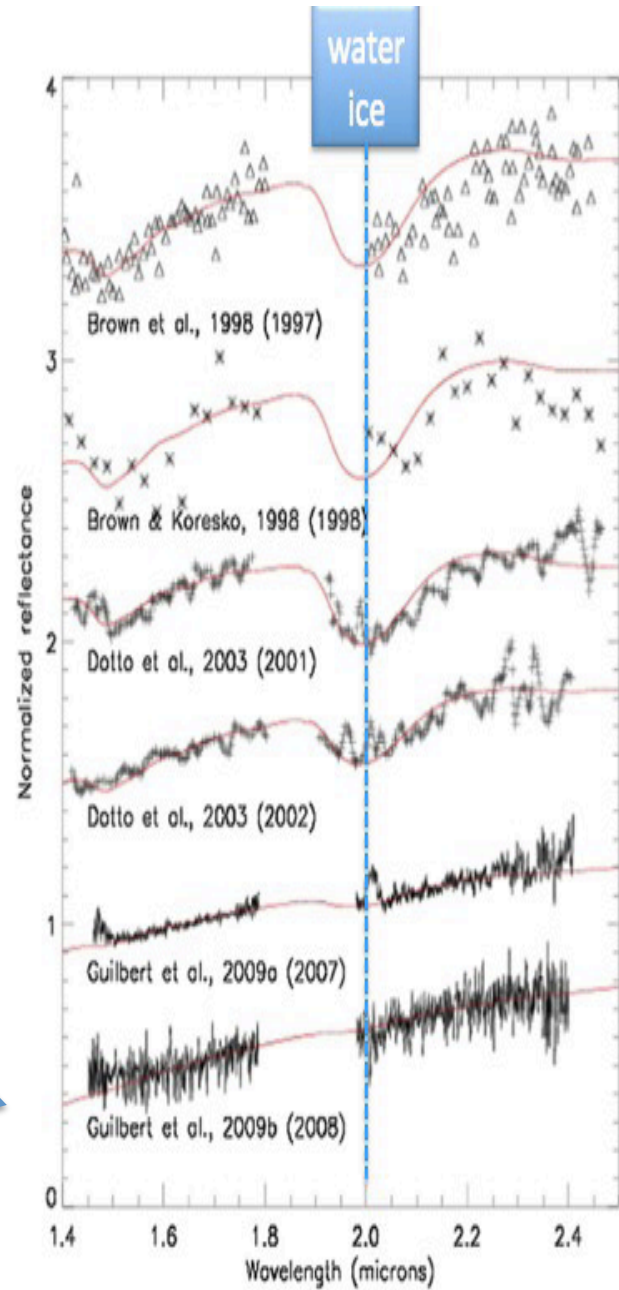 water
ice
4
Brown et al., 1998 (1997)
3
Brown & Koresko, 1998 (1998)
Normalized reflectance
2
Dotto et al., 2003 (2001)
Dotto et al., 2003 (2002)
1
Guilbert et al., 2009a (2007)
Guilbert et al., 2009b (2008)
0
1.4 1.6 1.8 2.0 2.2 2.4
Wavelength (microns)